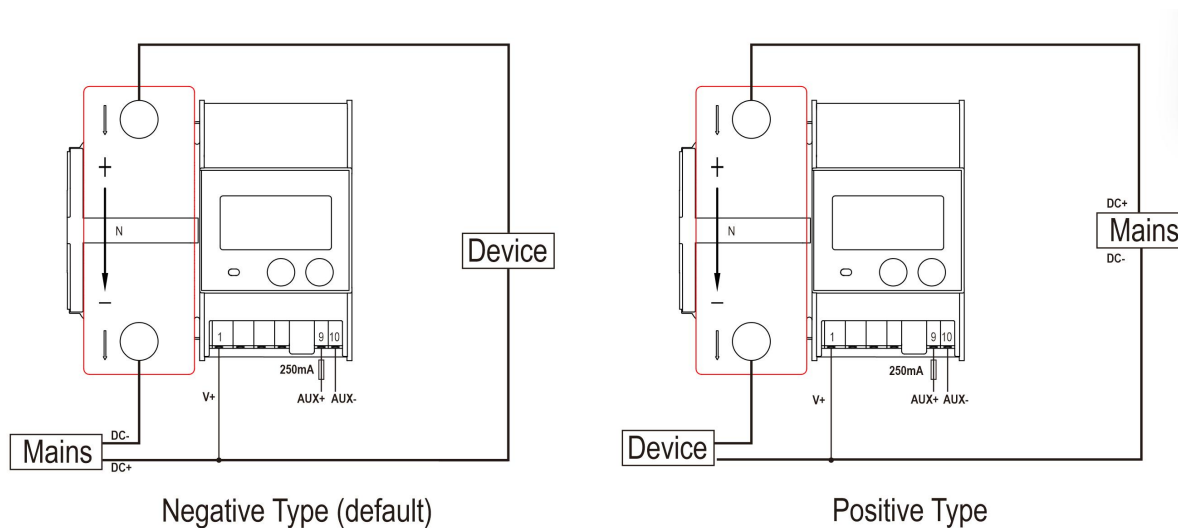 +
N
−
1
9
10
250mA
V+
AUX+
AUX-
Device
Mains
DC-
DC+
Negative Type (default)
+
N
−
1
9
10
250mA
V+
AUX+
AUX-
DC+
Mains
DC-
Device
Positive Type